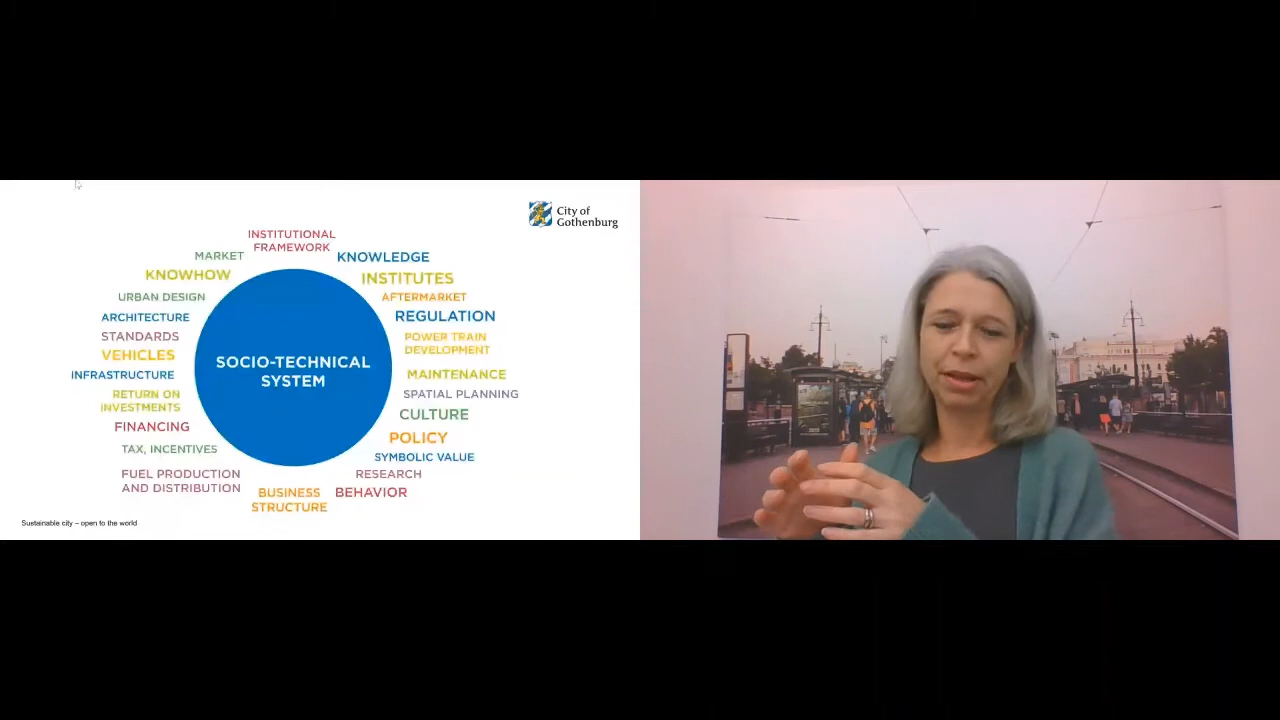 City of
Gothenburg
INSTITUTIONAL
FRAMEWORK
MARKET
KNOWLEDGE
KNOWHOW
INSTITUTES
URBAN DESIGN
AFTERMARKET
ARCHITECTURE
REGULATION
STANDARDS
POWER TRAIN
DEVELOPMENT
VEHICLES
SOCIO-TECHNICAL
SYSTEM
INFRASTRUCTURE
MAINTENANCE
RETURN ON
INVESTMENTS
SPATIAL PLANNING
CULTURE
FINANCING
POLICY
TAX, INCENTIVES
SYMBOLIC VALUE
FUEL PRODUCTION
AND DISTRIBUTION
RESEARCH
BUSINESS
STRUCTURE
BEHAVIOR
Sustainable city – open to the world